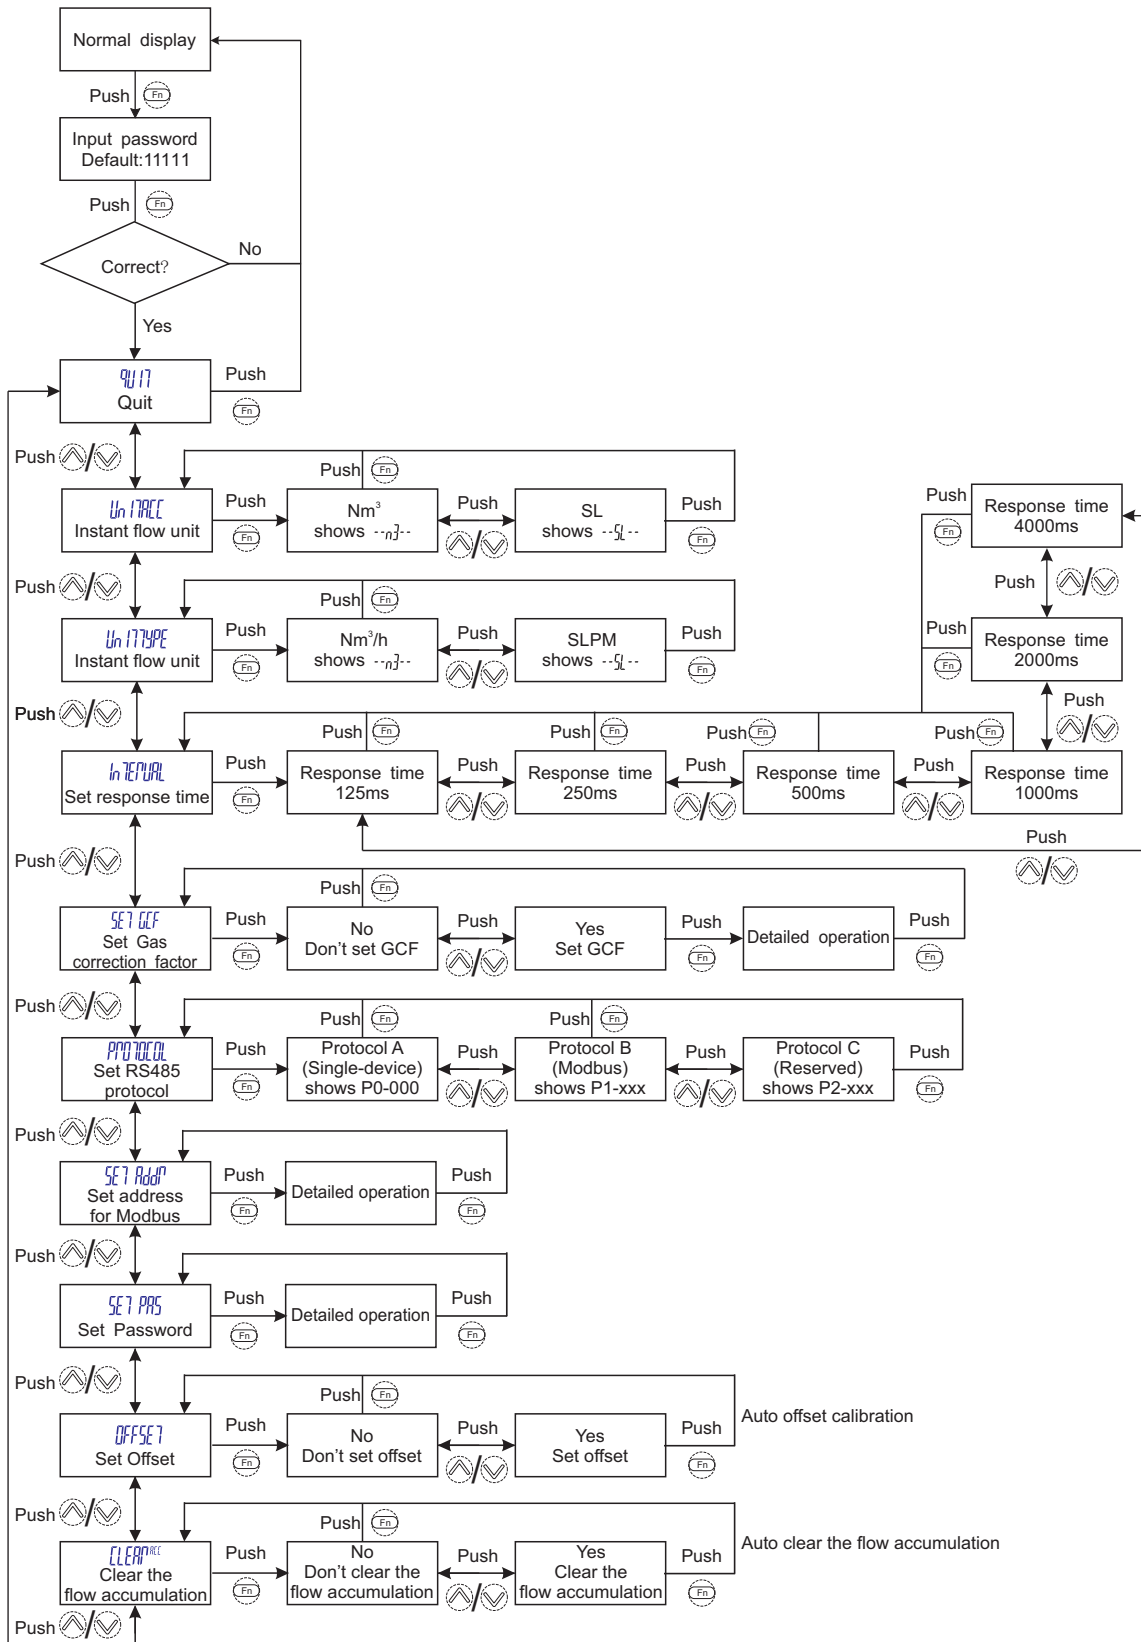 Normal display
Push Fn
Input password
Default:11111
Push Fn
Correct?
No
Yes
QUIT
Quit
Push
Fn
Push
UnITACC
Instant flow unit
Push
Fn
Push Fn
Nm³
shows --n3--
Push
SL
shows --SL--
Push
Fn
Push
UnITTYPE
Instant flow unit
Push
Fn
Push Fn
Nm³/h
shows --n3--
Push
SLPM
shows --SL--
Push
Fn
Push
InTERVAL
Set response time
Push
Fn
Push Fn
Response time
125ms
Push
Push Fn
Response time
250ms
Push
Push Fn
Response time
500ms
Push
Push Fn
Response time
1000ms
Push
Push
Fn
Response time
2000ms
Push
Push
Fn
Response time
4000ms
Push
Push
SET GCF
Set Gas
correction factor
Push
Fn
Push Fn
No
Don't set GCF
Push
Yes
Set GCF
Push
Fn
Detailed operation
Push
Fn
Push
PROTOCOL
Set RS485
protocol
Push
Fn
Push Fn
Protocol A
(Single-device)
shows P0-000
Push
Push Fn
Protocol B
(Modbus)
shows P1-xxx
Push
Protocol C
(Reserved)
shows P2-xxx
Push
Fn
Push
SET AddR
Set address
for Modbus
Push
Fn
Detailed operation
Push
Fn
Push
SET PAS
Set Password
Push
Fn
Detailed operation
Push
Fn
Push
OFFSET
Set Offset
Push
Fn
Push Fn
No
Don't set offset
Push
Yes
Set offset
Push
Fn
Auto offset calibration
Push
CLEAR ACC
Clear the
flow accumulation
Push
Fn
Push Fn
No
Don't clear the
flow accumulation
Push
Yes
Clear the
flow accumulation
Push
Fn
Auto clear the flow accumulation
Push